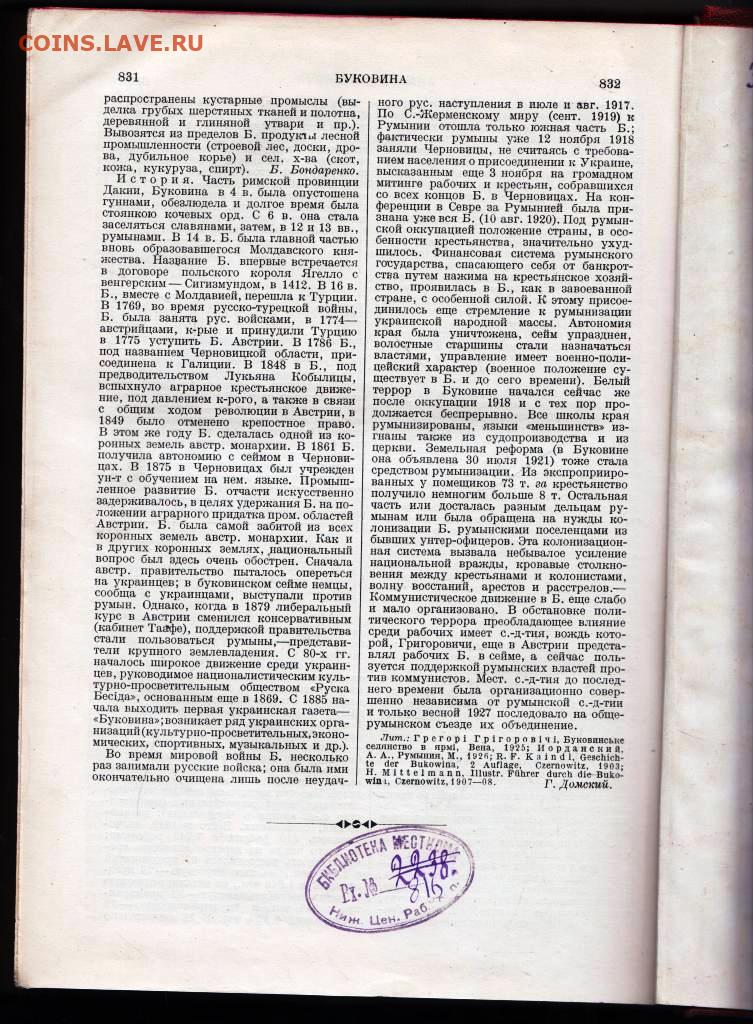 COINS.LAVE.RU
831
БУКОВИНА
832
распространены кустарные промыслы (вы-
делка грубых шерстяных тканей и полотна,
деревянной и глиняной утвари и пр.).
Вывозятся из пределов Б. продукты лесной
промышленности (строевой лес, доски, дро-
ва, дубильное корье) и сел. х-ва (скот,
кожа, кукуруза, спирт). Б. Бондаренко.
История. Часть римской провинции
Дакии, Буковина в 4 в. была опустошена
гуннами, обезлюдела и долгое время была
стоянкою кочевых орд. С 6 в. она стала
заселяться славянами, затем, в 12 и 13 вв.,
румынами. В 14 в. Б. была главной частью
вновь образовавшегося Молдавского кня-
жества. Название Б. впервые встречается
в договоре польского короля Ягелло с
венгерским — Сигизмундом, в 1412. В 16 в.
Б., вместе с Молдавией, перешла к Турции.
В 1769, во время русско-турецкой войны,
Б. была занята рус. войсками, в 1774—
австрийцами, к-рые и принудили Турцию
в 1775 уступить Б. Австрии. В 1786 Б.,
под названием Черновицкой области, при-
соединена к Галиции. В 1848 в Б., под
предводительством Лукьяна Кобылицы,
вспыхнуло аграрное крестьянское движе-
ние, под давлением к-рого, а также в связи
с общим ходом революции в Австрии, в
1849 было отменено крепостное право.
В этом же году Б. сделалась одной из ко-
ронных земель австр. монархии. В 1861 Б.
получила автономию с сеймом в Чернови-
цах. В 1875 в Черновицах был учрежден
ун-т с обучением на нем. языке. Промыш-
ленное развитие Б. отчасти искусственно
задерживалось, в целях удержания Б. на по-
ложении аграрного придатка пром. областей
Австрии. Б. была самой забитой из всех
коронных земель австр. монархии. Как и
в других коронных землях, национальный
вопрос был здесь очень обострен. Сначала
австр. правительство пыталось опереться
на украинцев; в буковинском сейме немцы,
сообща с украинцами, выступали против
румын. Однако, когда в 1879 либеральный
курс в Австрии сменился консервативным
(кабинет Таафе), поддержкой правительства
стали пользоваться румыны,—представи-
тели крупного землевладения. С 80-х гг.
началось широкое движение среди украин-
цев, руководимое националистическим куль-
турно-просветительным обществом «Руска
Бесіда», основанным еще в 1869. С 1885 на-
чала выходить первая украинская газета—
«Буковина»; возникает ряд украинских орга-
низаций (культурно-просветительных, эконо-
мических, спортивных, музыкальных и др.).
Во время мировой войны Б. несколько
раз занимали русские войска; она была ими
окончательно очищена лишь после неудач-
ного рус. наступления в июле и авг. 1917.
По С.-Жерменскому миру (сент. 1919) к
Румынии отошла только южная часть Б.;
фактически румыны уже 12 ноября 1918
заняли Черновицы, не считаясь с требова-
нием населения о присоединении к Украине,
высказанным еще 3 ноября на громадном
митинге рабочих и крестьян, собравшихся
со всех концов Б. в Черновицах. На кон-
ференции в Севре за Румынией была при-
знана уже вся Б. (10 авг. 1920). Под румын-
ской оккупацией положение страны, в осо-
бенности крестьянства, значительно ухуд-
шилось. Финансовая система румынского
государства, спасающего себя от банкрот-
ства путем нажима на крестьянское хозяй-
ство, проявилась в Б., как в завоеванной
стране, с особенной силой. К этому присое-
динилось еще стремление к румынизации
украинской народной массы. Автономия
края была уничтожена, сейм упразднен,
волостные старшины стали назначаться
властями, управление имеет военно-поли-
цейский характер (военное положение су-
ществует в Б. и до сего времени). Белый
террор в Буковине начался сейчас же
после оккупации 1918 и с тех пор про-
должается беспрерывно. Все школы края
румынизированы, языки «меньшинств» из-
гнаны также из судопроизводства и из
церкви. Земельная реформа (в Буковине
она объявлена 30 июля 1921) тоже стала
средством румынизации. Из экспроприиро-
ванных у помещиков 73 т. га крестьянство
получило немногим больше 8 т. Остальная
часть или досталась разным дельцам ру-
мынам или была обращена на нужды ко-
лонизации Б. румынскими поселенцами из
бывших унтер-офицеров. Эта колонизацион-
ная система вызвала небывалое усиление
национальной вражды, кровавые столкно-
вения между крестьянами и колонистами,
волну восстаний, арестов и расстрелов.—
Коммунистическое движение в Б. еще слабо
и мало организовано. В обстановке поли-
тического террора преобладающее влияние
среди рабочих имеет с.-д-тия, вождь кото-
рой, Григоровичи, еще в Австрии предста-
влял рабочих Б. в сейме, а сейчас поль-
зуется поддержкой румынских властей про-
тив коммунистов. Мест. с.-д-тия до послед-
него времени была организационно совер-
шенно независима от румынской с.-д-тии
и только весной 1927 последовало на обще-
румынском съезде их объединение.
Лит.: Грегорі Грігоровічі, Буковинське
селянство в ярмі, Вена, 1925; Иорданский,
А. А., Румыния, М., 1926; R. F. Kaindl, Geschich-
te der Bukowina, 2 Auflage, Czernowitz, 1903;
H. Mittelmann, Illustr. Führer durch die Buko-
wina, Czernowitz, 1907—08. Г. Домский.
БИБЛИОТЕКА МЕСТКОМА
№ 2238.
816
Ниж. Цен. Раб.